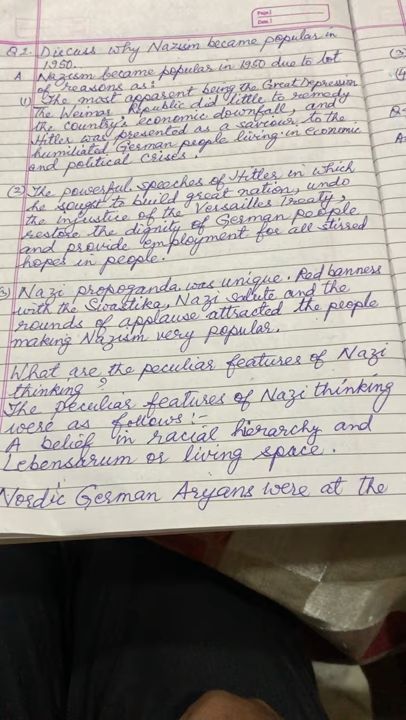 Page:
Date:
Q2. Discuss why Nazism became popular in
1950.
A Nazism became popular in 1950 due to lot
of reasons as:
(1) The most apparent being the Great Depression
The Weimar Republic did little to remedy
the country's economic downfall, and
Hitler was presented as a saviour to the
humiliated German people living in economic
and political crises.
(2) The powerful speeches of Hitler in which
he sought to build great nation, undo
the injustice of the Versailles Treaty,
restore the dignity of German people
and provide employment for all stirred
hopes in people.
3) Nazi propoganda was unique. Red banners
with the Swastika, Nazi salute and the
rounds of applause attracted the people
making Nazism very popular.
What are the peculiar features of Nazi
thinking?
The peculiar features of Nazi thinking
were as follows:-
A belief in racial hierarchy and
Lebensarum or living space.
Nordic German Aryans were at the
(3)
(4
Q
A